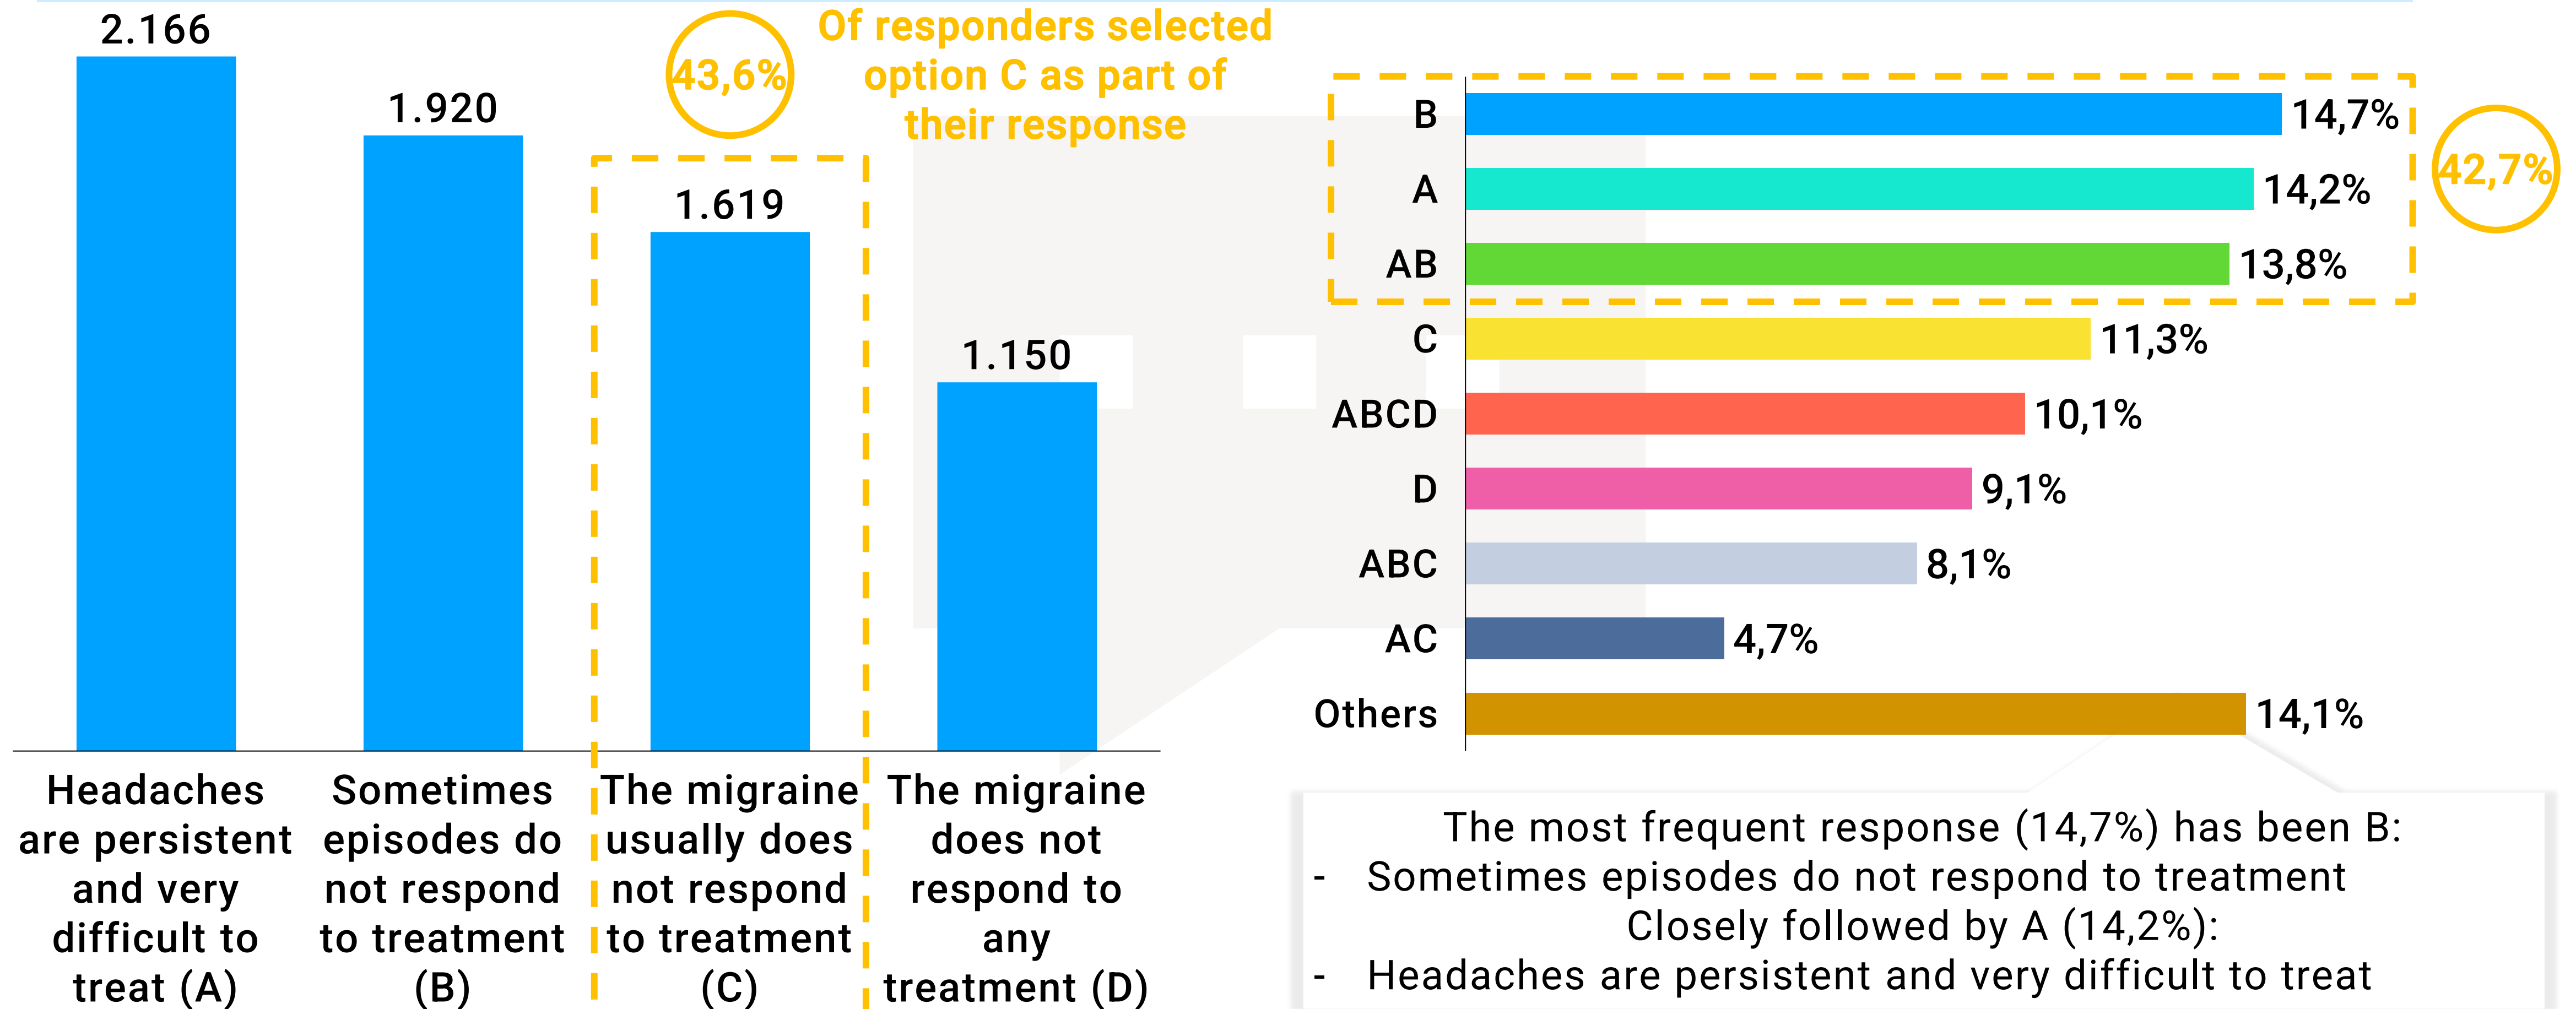 2.166
1.920
1.619
1.150
43,6%
Of responders selected
option C as part of
their response
Headaches
are persistent
and very
difficult to
treat (A)
Sometimes
episodes do
not respond
to treatment
(B)
The migraine
usually does
not respond
to treatment
(C)
The migraine
does not
respond to
any
treatment (D)
B 14,7%
A 14,2%
AB 13,8%
42,7%
C 11,3%
ABCD 10,1%
D 9,1%
ABC 8,1%
AC 4,7%
Others 14,1%
The most frequent response (14,7%) has been B:
- Sometimes episodes do not respond to treatment
Closely followed by A (14,2%):
- Headaches are persistent and very difficult to treat